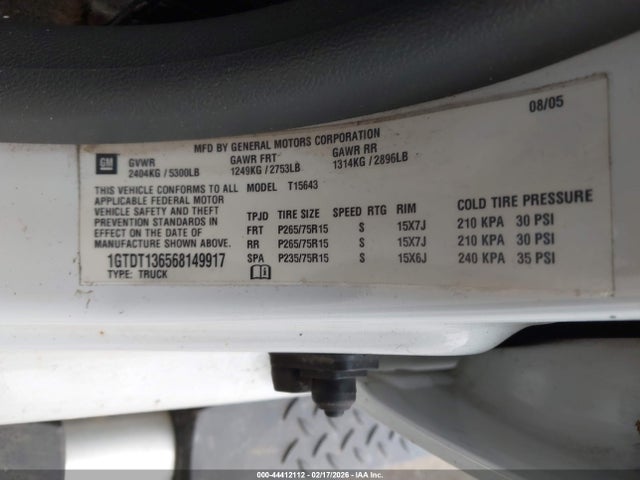 08/05
MFD BY GENERAL MOTORS CORPORATION
GM
GVWR GAWR FRT GAWR RR
2404KG / 5300LB 1249KG / 2753LB 1314KG / 2896LB
THIS VEHICLE CONFORMS TO ALL MODEL T15643
APPLICABLE FEDERAL MOTOR
VEHICLE SAFETY AND THEFT
PREVENTION STANDARDS IN
EFFECT ON THE DATE OF
MANUFACTURE SHOWN ABOVE.
TPJD TIRE SIZE SPEED RTG RIM COLD TIRE PRESSURE
FRT P265/75R15 S 15X7J 210 KPA 30 PSI
RR P265/75R15 S 15X7J 210 KPA 30 PSI
SPA P235/75R15 S 15X6J 240 KPA 35 PSI
1GTDT136568149917
TYPE: TRUCK
000-44412112 - 02/17/2026 - IAAI.COM